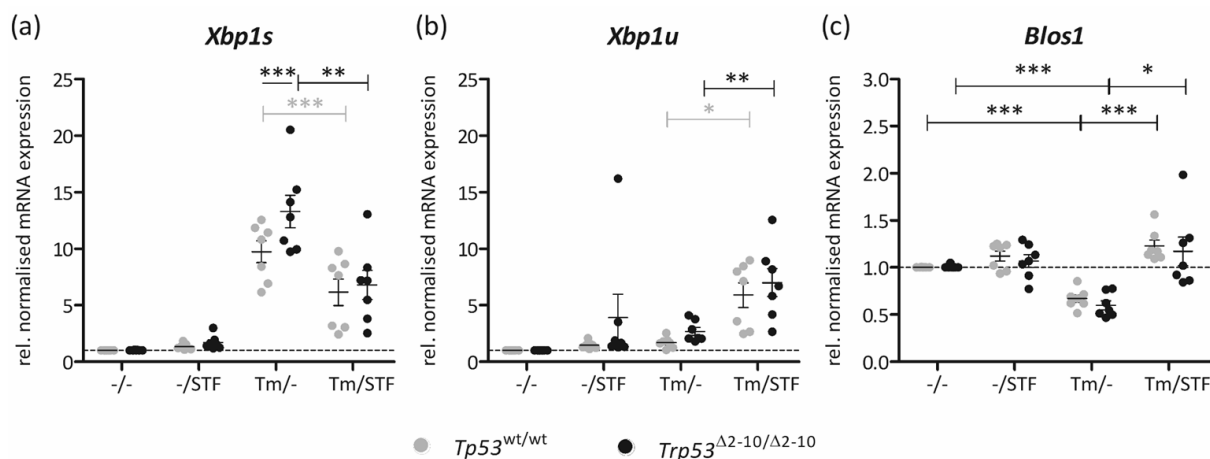 (a)
Xbp1s
rel. normalised mRNA expression
25
20
15
10
5
0
***
**
***
-/-
-/STF
Tm/-
Tm/STF
(b)
Xbp1u
rel. normalised mRNA expression
25
20
15
10
5
0
**
*
-/-
-/STF
Tm/-
Tm/STF
(c)
Blos1
rel. normalised mRNA expression
3.0
2.5
2.0
1.5
1.0
0.5
0.0
***
*
***
***
-/-
-/STF
Tm/-
Tm/STF
Tp53wt/wt
Trp53Δ2-10/Δ2-10